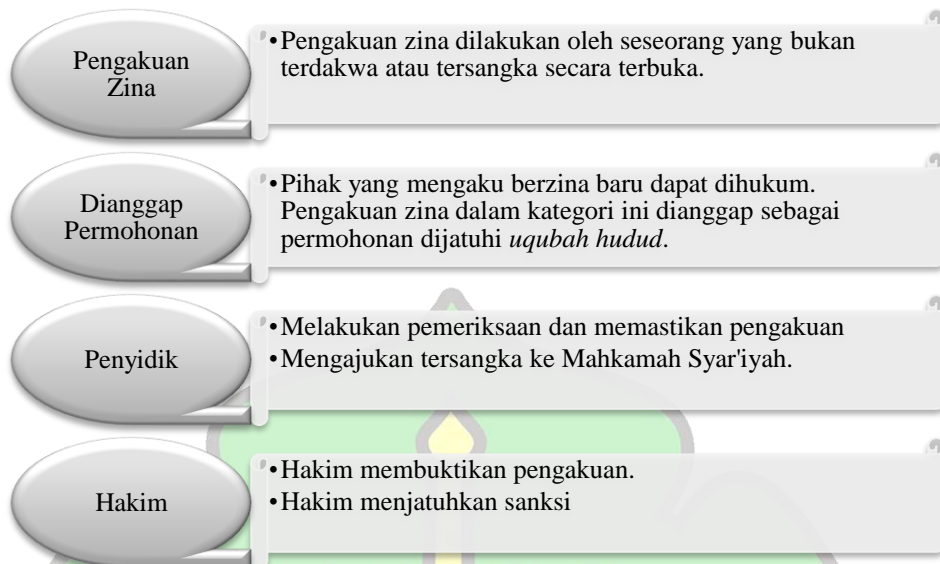 Pengakuan
Zina
•Pengakuan zina dilakukan oleh seseorang yang bukan
terdakwa atau tersangka secara terbuka.
Dianggap
Permohonan
•Pihak yang mengaku berzina baru dapat dihukum.
Pengakuan zina dalam kategori ini dianggap sebagai
permohonan dijatuhi uqubah hudud.
Penyidik
•Melakukan pemeriksaan dan memastikan pengakuan
•Mengajukan tersangka ke Mahkamah Syar'iyah.
Hakim
•Hakim membuktikan pengakuan.
•Hakim menjatuhkan sanksi